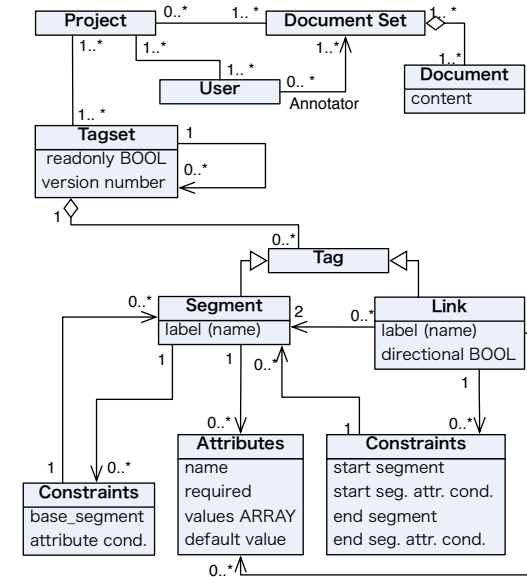 Project
0..*
1..*
Document Set
1..*
1..*
1..*
1..*
1..*
User
0.. *
Annotator
1..*
Document
content
1.. *
Tagset
readonly BOOL
version number
1
0..*
1
0..*
Tag
0..*
Segment
label (name)
2
0..*
Link
label (name)
directional BOOL
1
1
0..*
1
0..*
0..*
1
0..*
1
0..*
Constraints
base_segment
attribute cond.
Attributes
name
required
values ARRAY
default value
Constraints
start segment
start seg. attr. cond.
end segment
end seg. attr. cond.
0..*